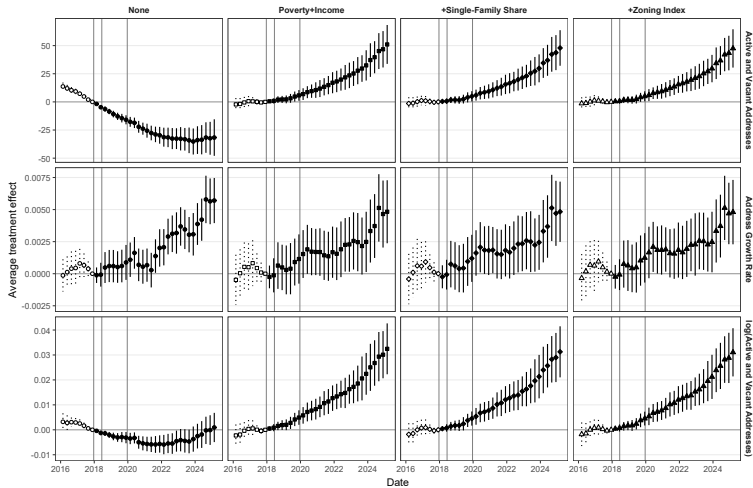 None
Poverty+Income
+Single-Family Share
+Zoning Index
50
25
0
-25
-50
Active and Vacant Addresses
0.0075
0.0050
0.0025
0.0000
-0.0025
Address Growth Rate
0.04
0.03
0.02
0.01
0.00
-0.01
log(Active and Vacant Addresses)
Average treatment effect
2016 2018 2020 2022 2024
2016 2018 2020 2022 2024
2016 2018 2020 2022 2024
2016 2018 2020 2022 2024
Date